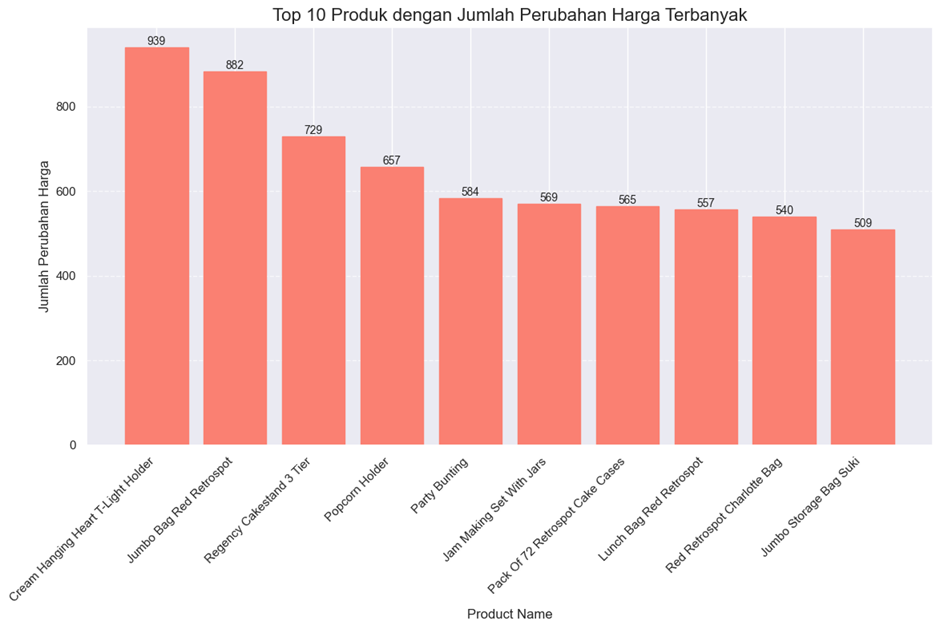 Top 10 Produk dengan Jumlah Perubahan Harga Terbanyak
Jumlah Perubahan Harga
800
600
400
200
0
939
882
729
657
584
569
565
557
540
509
Cream Hanging Heart T-Light Holder
Jumbo Bag Red Retrospot
Regency Cakestand 3 Tier
Popcorn Holder
Party Bunting
Jam Making Set With Jars
Pack Of 72 Retrospot Cake Cases
Lunch Bag Red Retrospot
Red Retrospot Charlotte Bag
Jumbo Storage Bag Suki
Product Name